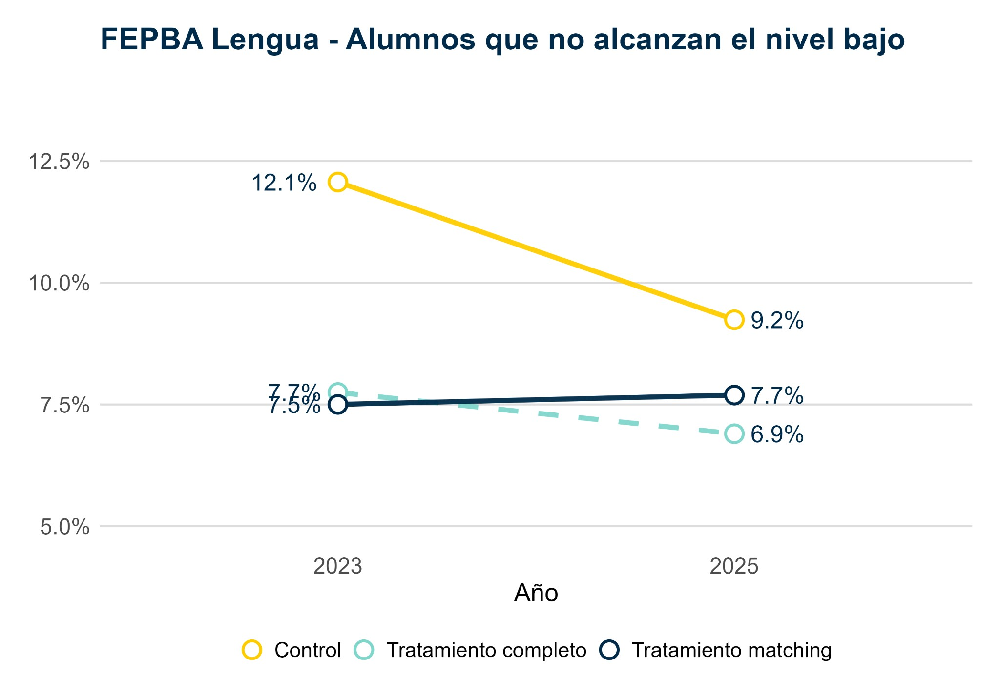 FEPBA Lengua - Alumnos que no alcanzan el nivel bajo
12.5%
12.1%
10.0%
9.2%
7.7%
7.5%
7.5%
7.7%
6.9%
5.0%
2023
2025
Año
Control
Tratamiento completo
Tratamiento matching